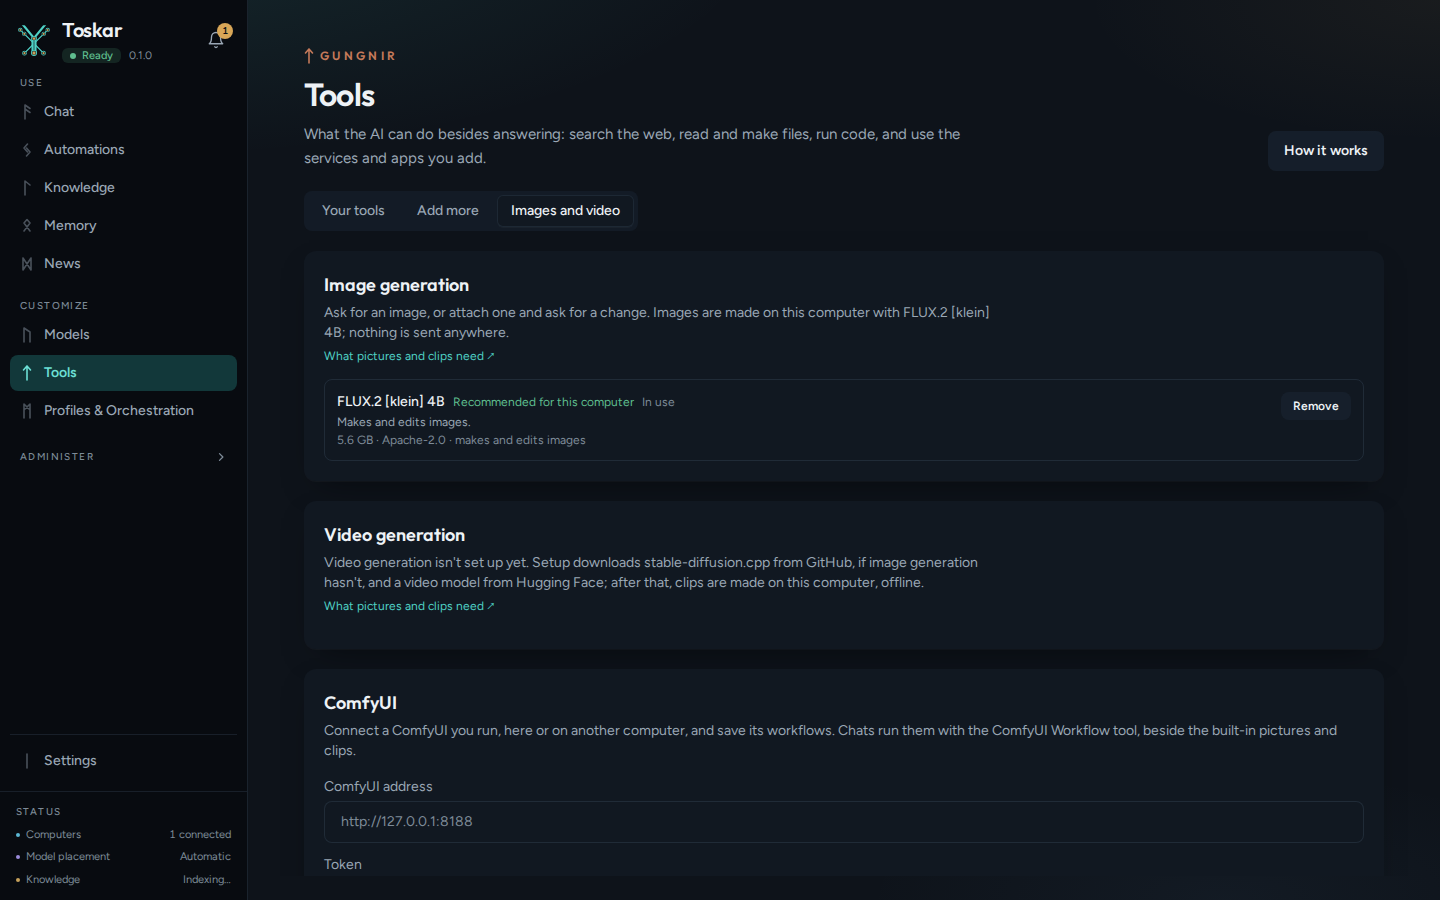 Toskar
1
Ready 0.1.0
USE
Chat
Automations
Knowledge
Memory
News
CUSTOMIZE
Models
Tools
Profiles & Orchestration
ADMINISTER
Settings
STATUS
Computers 1 connected
Model placement Automatic
Knowledge Indexing…
GUNGNIR
Tools
What the AI can do besides answering: search the web, read and make files, run code, and use the
services and apps you add.
How it works
Your tools Add more Images and video
Image generation
Ask for an image, or attach one and ask for a change. Images are made on this computer with FLUX.2 [klein]
4B; nothing is sent anywhere.
What pictures and clips need ↗
FLUX.2 [klein] 4B Recommended for this computer In use
Remove
Makes and edits images.
5.6 GB · Apache-2.0 · makes and edits images
Video generation
Video generation isn't set up yet. Setup downloads stable-diffusion.cpp from GitHub, if image generation
hasn't, and a video model from Hugging Face; after that, clips are made on this computer, offline.
What pictures and clips need ↗
ComfyUI
Connect a ComfyUI you run, here or on another computer, and save its workflows. Chats run them with the ComfyUI Workflow tool, beside the built-in pictures and
clips.
ComfyUI address
http://127.0.0.1:8188
Token